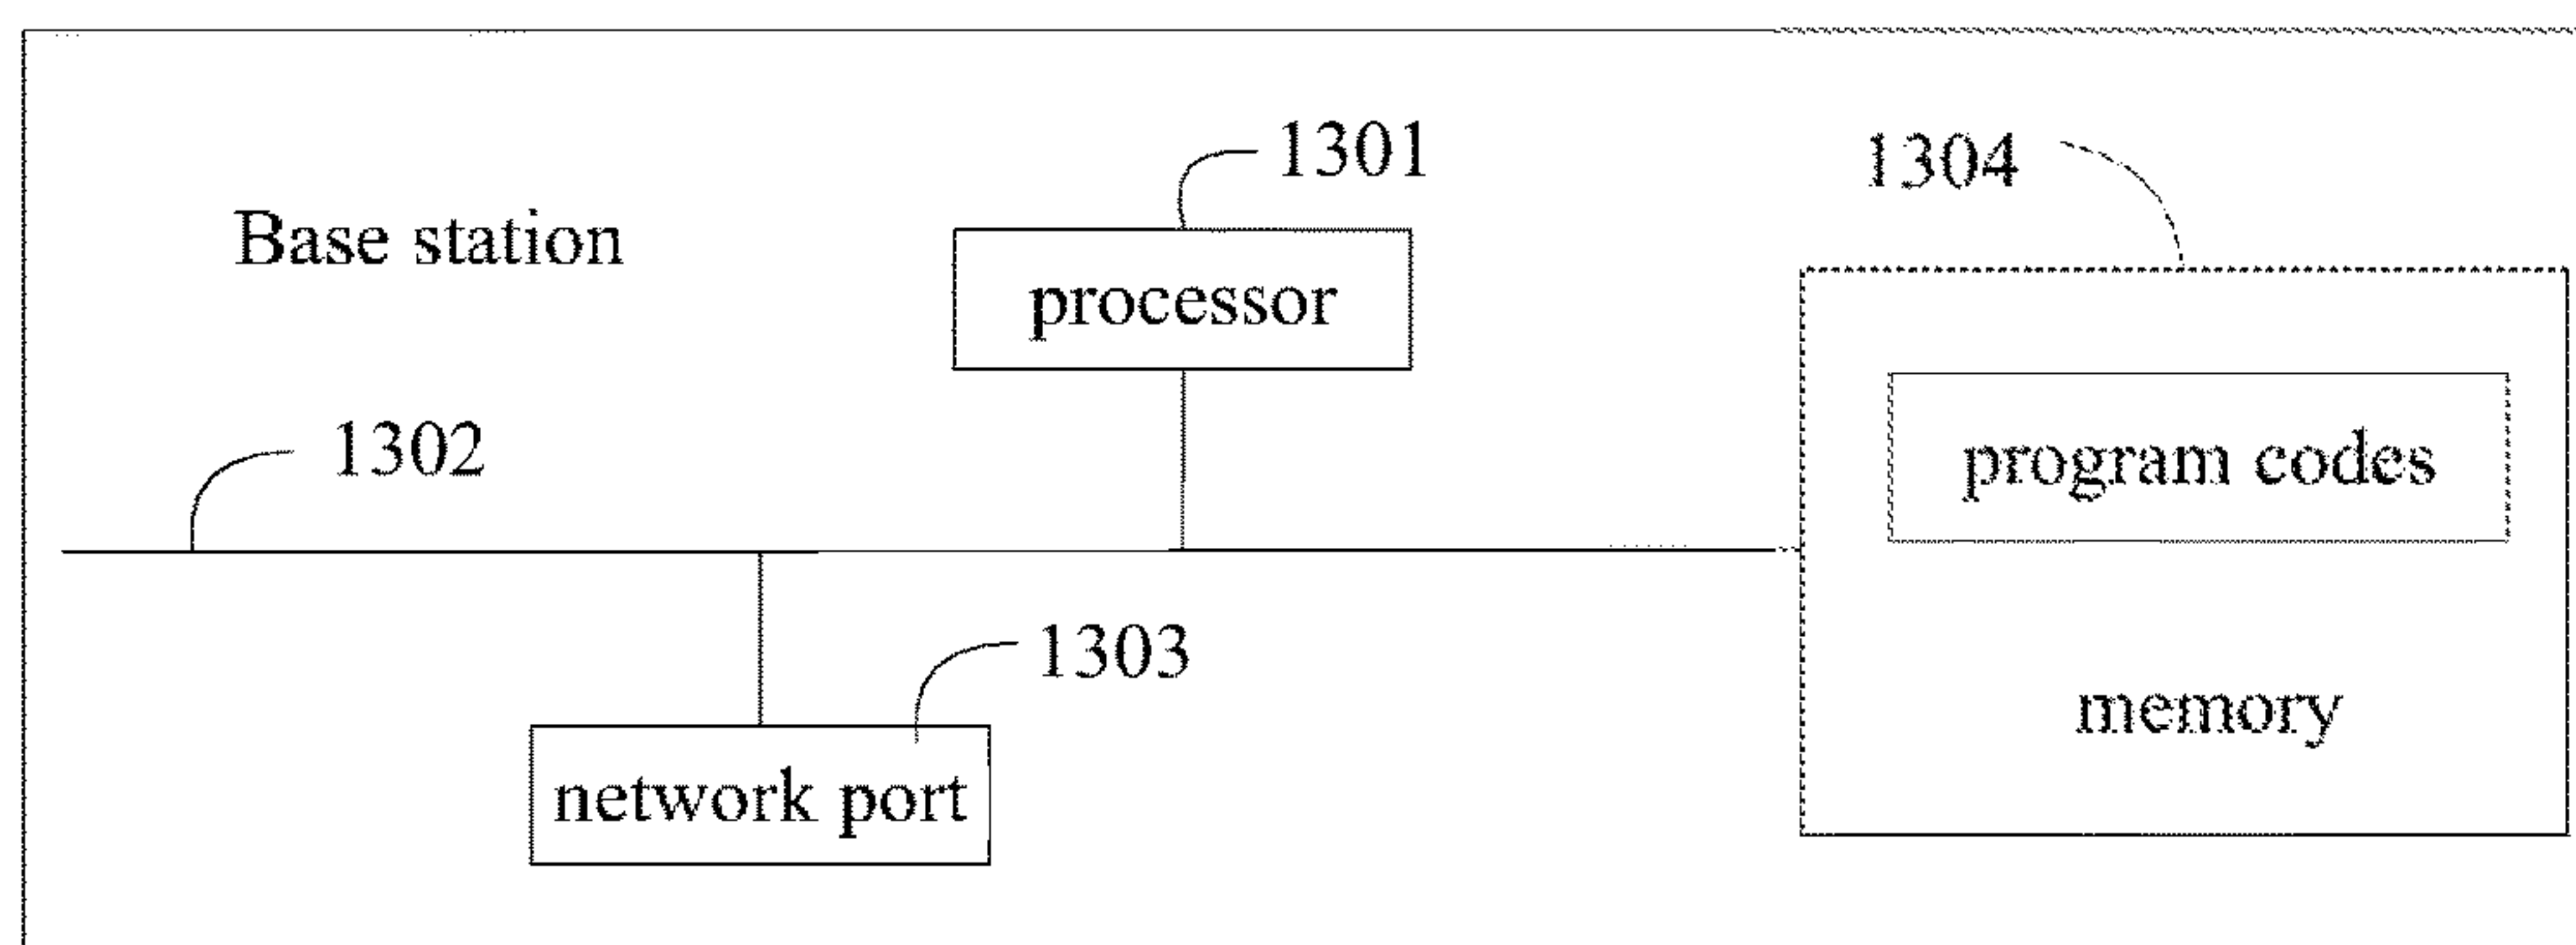 1301
1304
Base station
processor
1302
program codes
1303
memory
network port